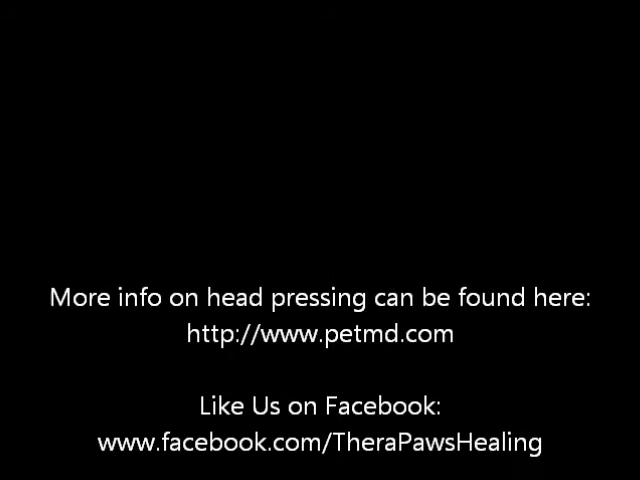 More info on head pressing can be found here:
http://www.petmd.com
Like Us on Facebook:
www.facebook.com/TheraPawsHealing